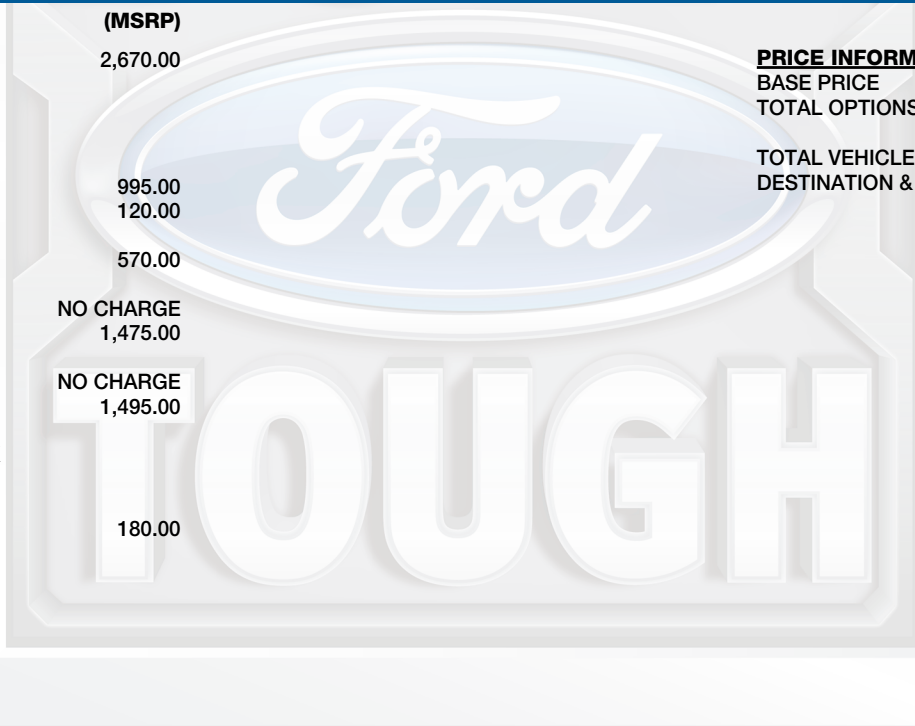 (MSRP)
2,670.00
995.00
120.00
570.00
NO CHARGE
1,475.00
NO CHARGE
1,495.00
180.00
PRICE INFORM
BASE PRICE
TOTAL OPTIONS
TOTAL VEHICLE
DESTINATION &
Ford
TOUGH